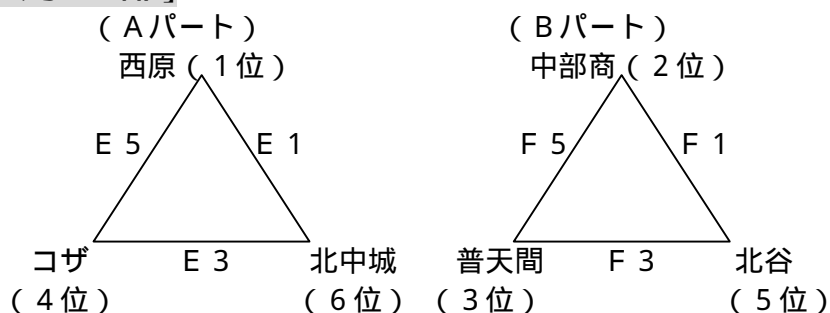 （Aパート）　（Bパート）
西原（1位）　中部商（2位）
E5　E1　F5　F1
コザ　E3　北中城　普天間　F3　北谷
（4位）　（6位）　（3位）　（5位）